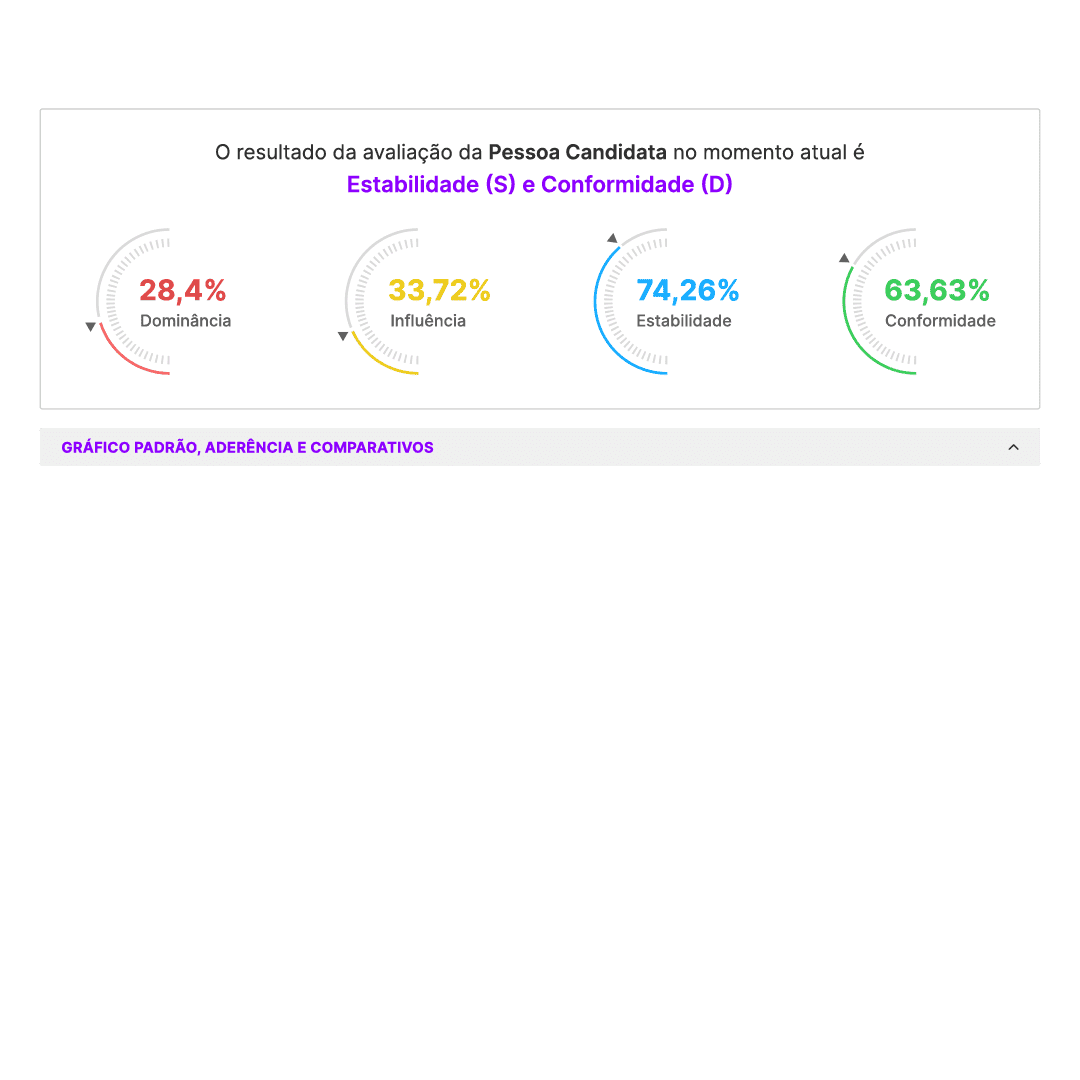 O resultado da avaliação da Pessoa Candidata no momento atual é
Estabilidade (S) e Conformidade (D)
28,4%
Dominância
33,72%
Influência
74,26%
Estabilidade
63,63%
Conformidade
GRÁFICO PADRÃO, ADERÊNCIA E COMPARATIVOS